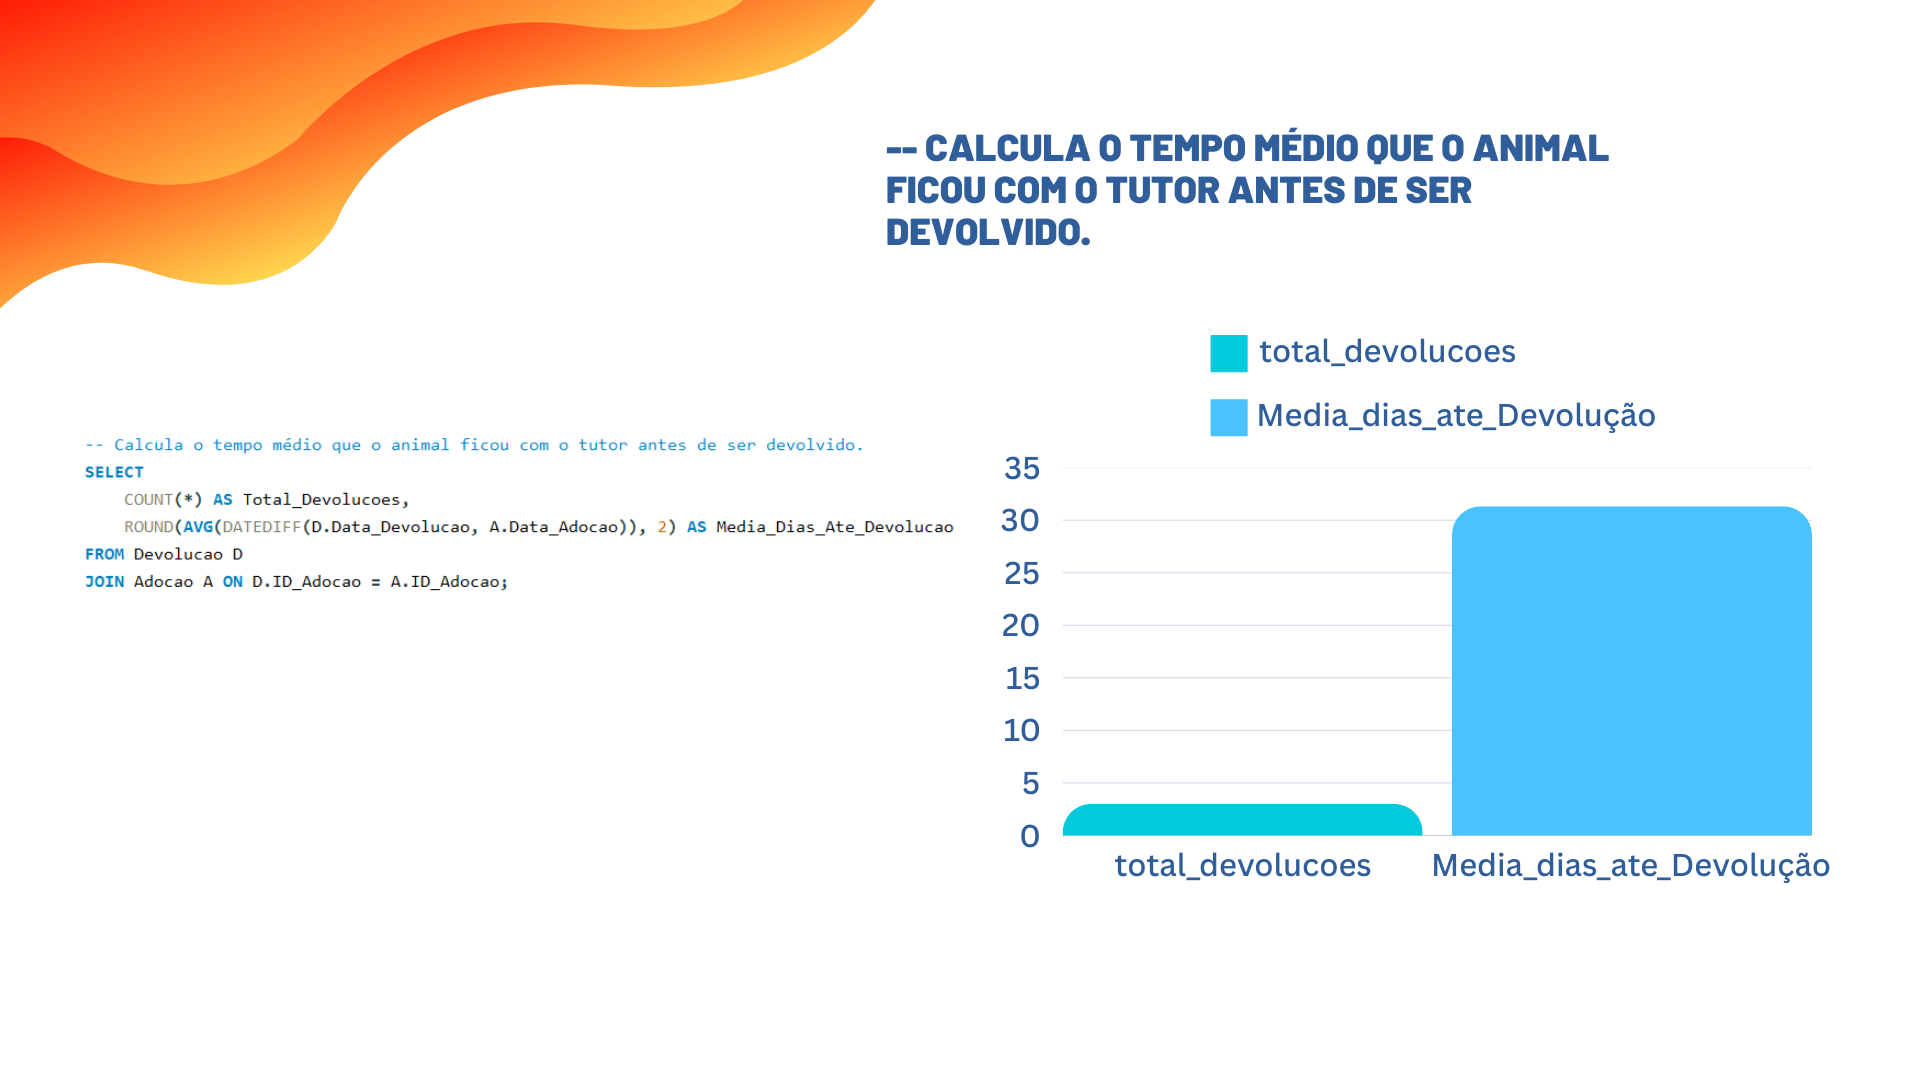 -- CALCULA O TEMPO MÉDIO QUE O ANIMAL
FICOU COM O TUTOR ANTES DE SER
DEVOLVIDO.
-- Calcula o tempo médio que o animal ficou com o tutor antes de ser devolvido.
SELECT
    COUNT(*) AS Total_Devolucoes,
    ROUND(AVG(DATEDIFF(D.Data_Devolucao, A.Data_Adocao)), 2) AS Media_Dias_Ate_Devolucao
FROM Devolucao D
JOIN Adocao A ON D.ID_Adocao = A.ID_Adocao;
total_devolucoes
Media_dias_ate_Devolução
35
30
25
20
15
10
5
0
total_devolucoes Media_dias_ate_Devolução